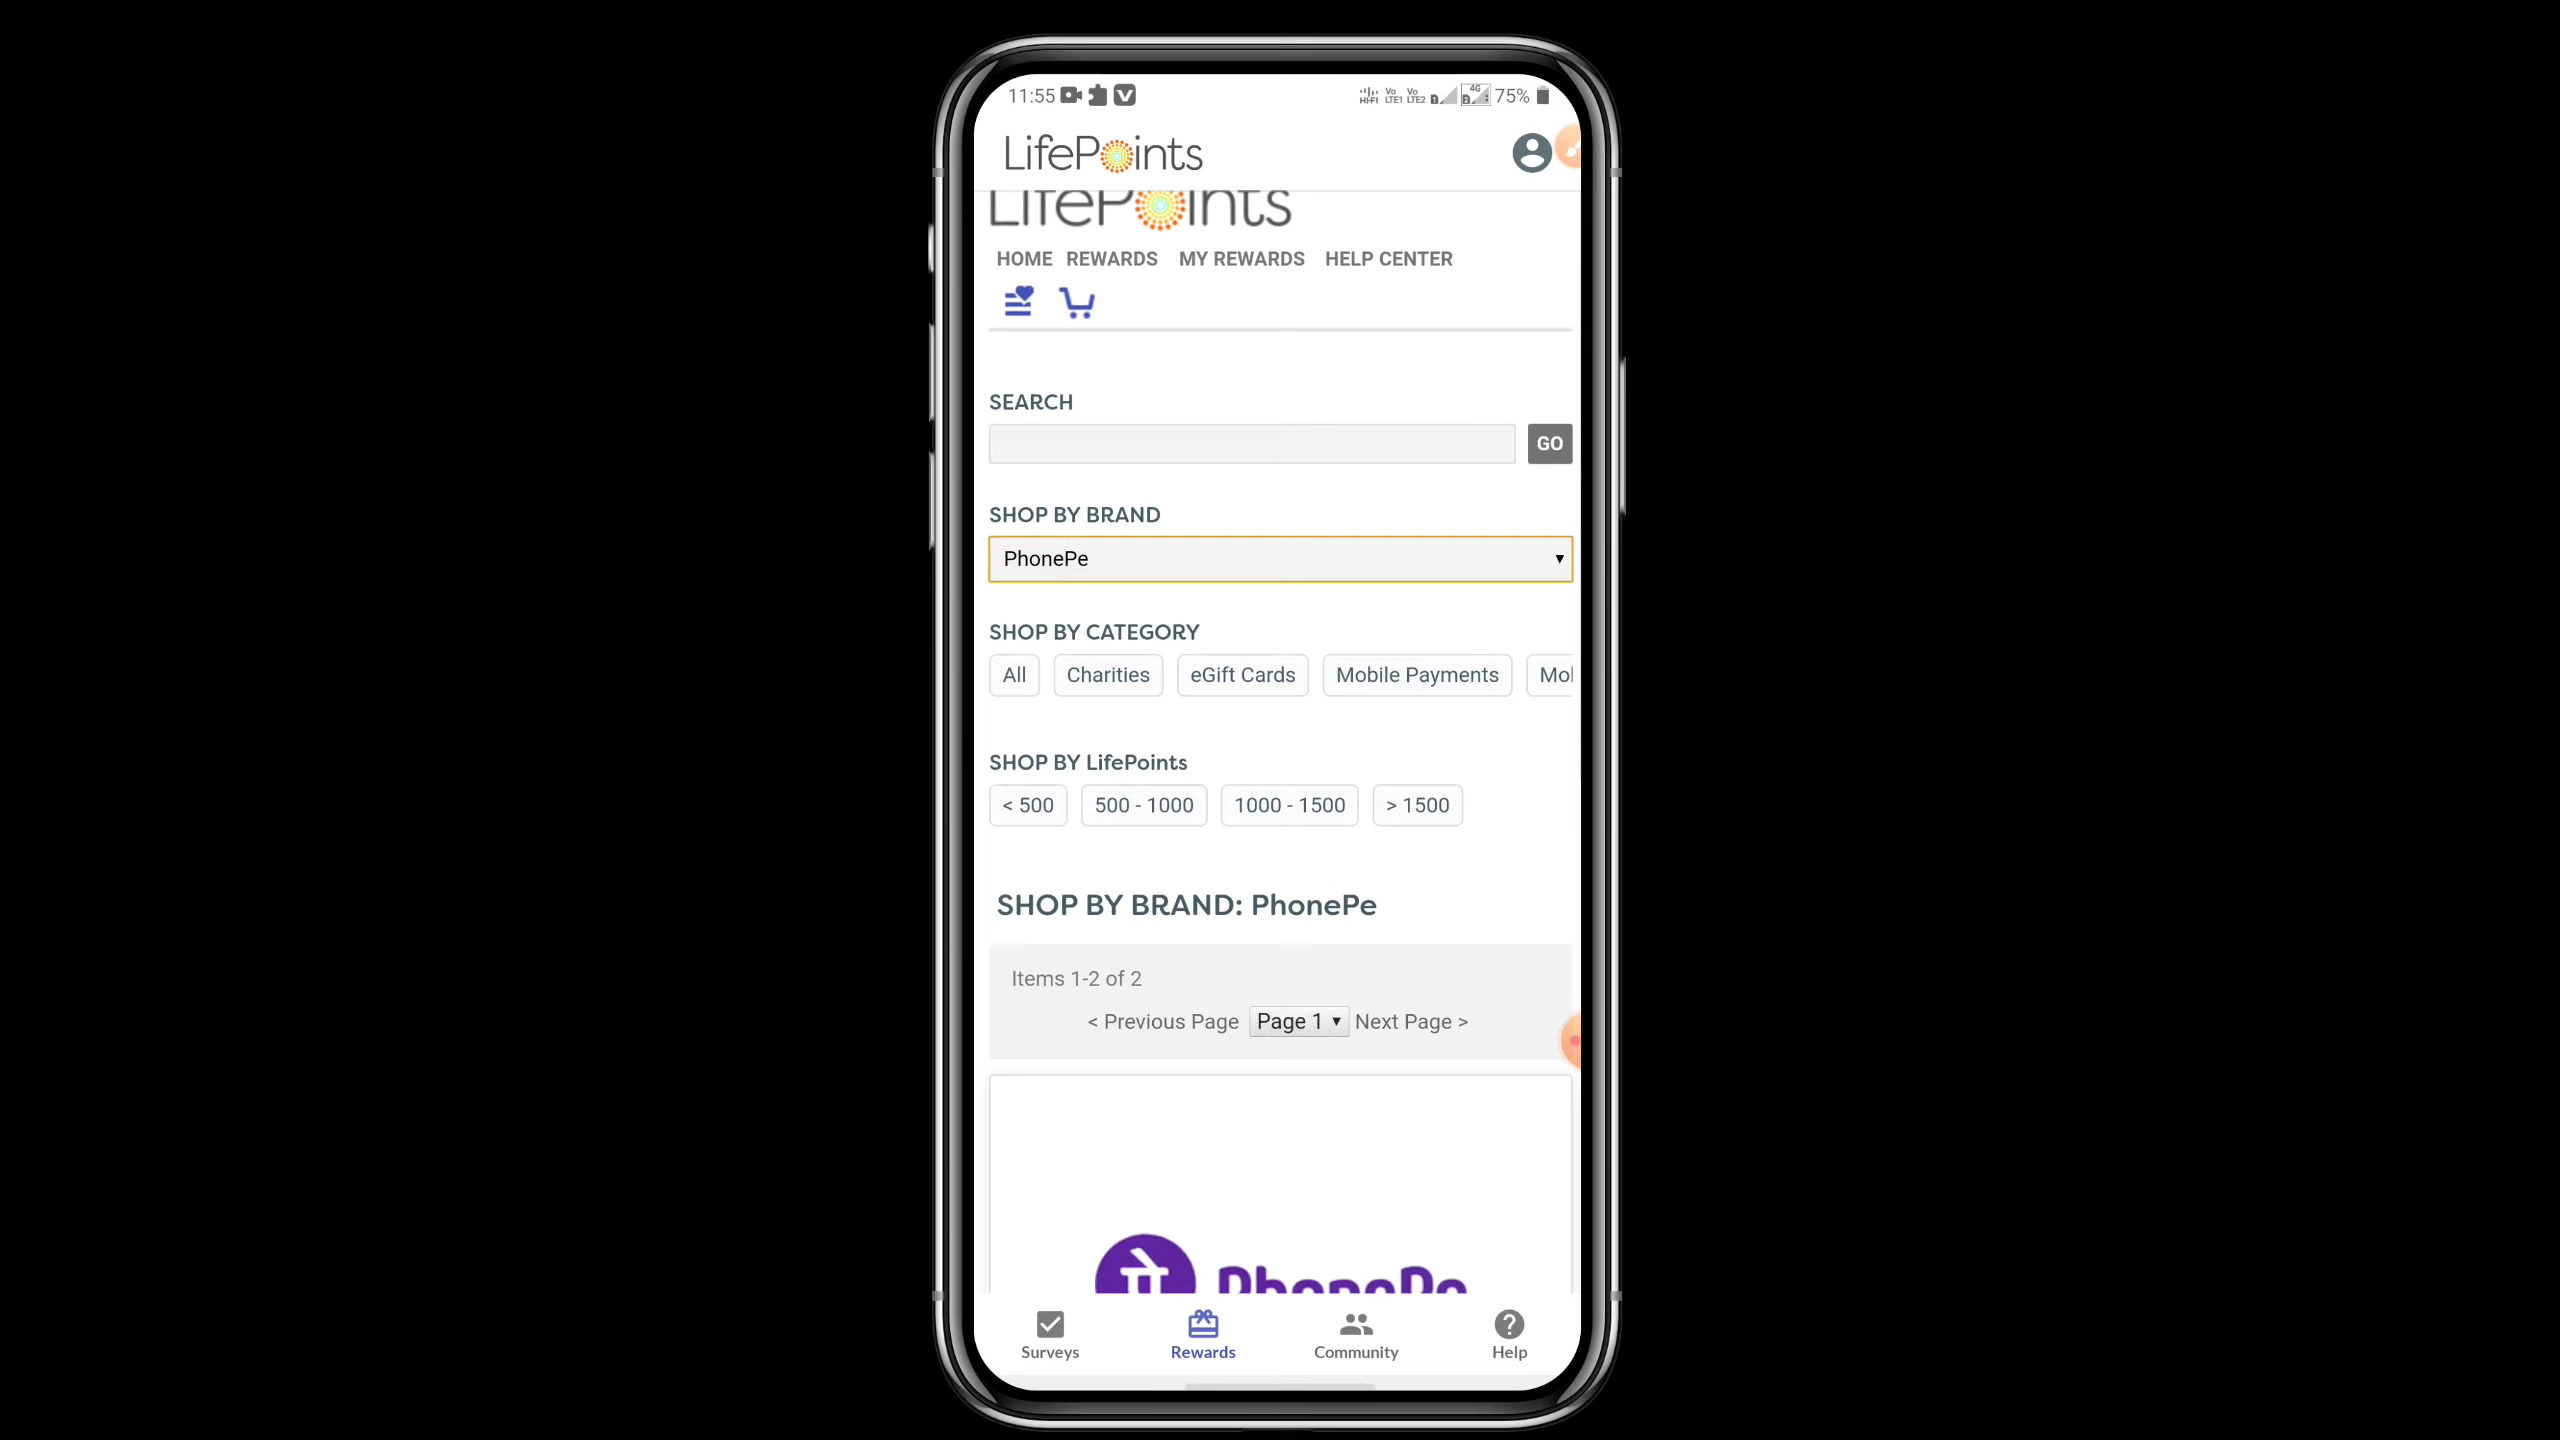 11:55 75%
LifePoints
LifePoints
HOME REWARDS MY REWARDS HELP CENTER
SEARCH
GO
SHOP BY BRAND
PhonePe
SHOP BY CATEGORY
All Charities eGift Cards Mobile Payments Mol
SHOP BY LifePoints
< 500 500 - 1000 1000 - 1500 > 1500
SHOP BY BRAND: PhonePe
Items 1-2 of 2
< Previous Page Page 1 Next Page >
PhonePe
Surveys Rewards Community Help